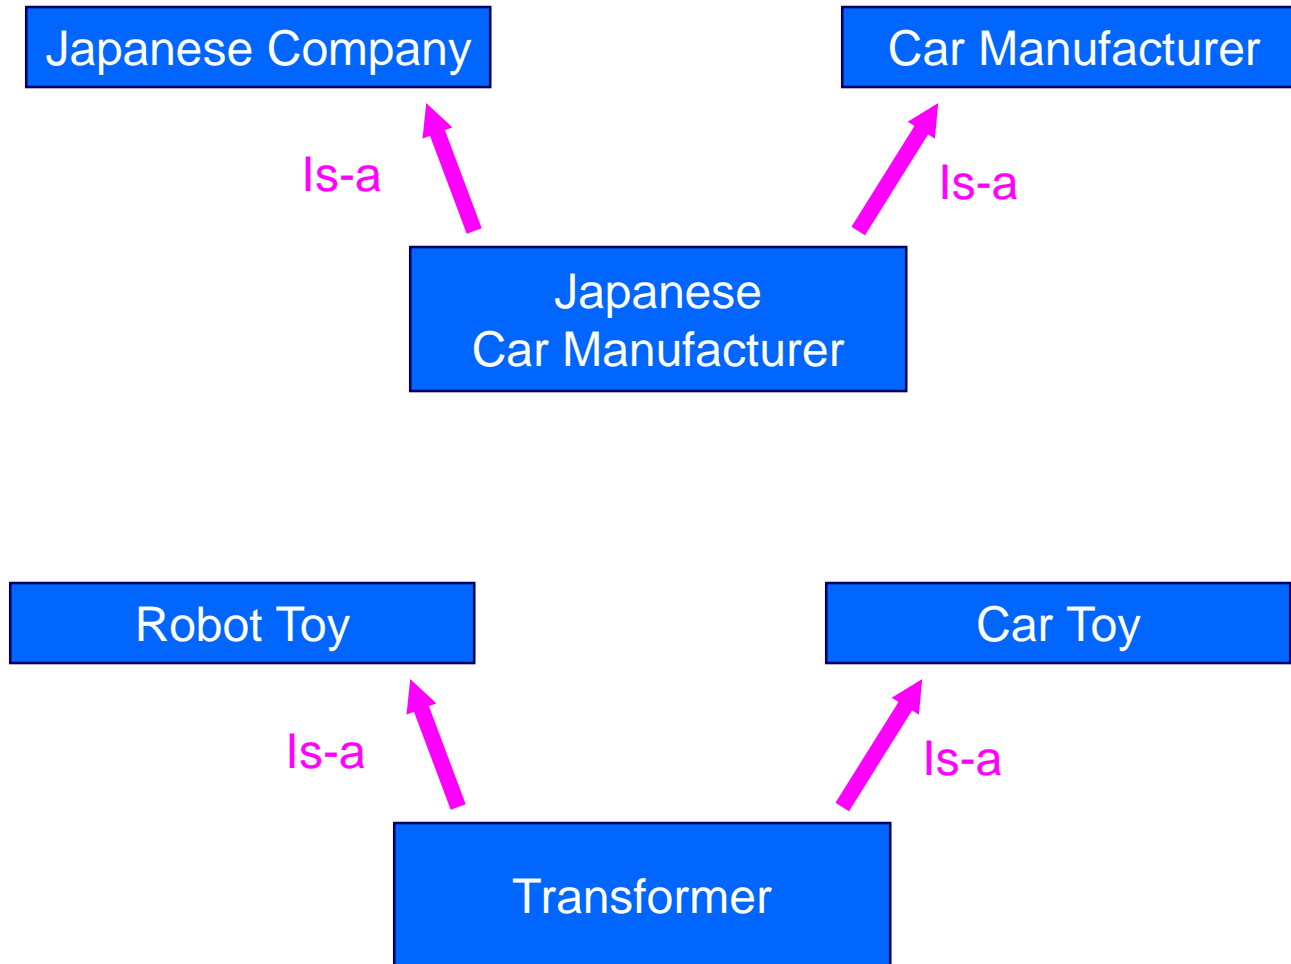 Japanese Company
Car Manufacturer
Is-a
Is-a
Japanese
Car Manufacturer
Robot Toy
Car Toy
Is-a
Is-a
Transformer